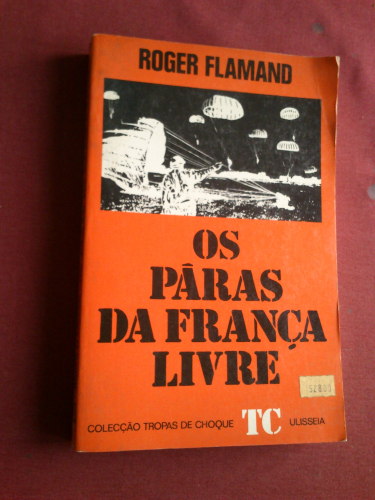 ROGER FLAMAND
OS
PÁRAS
DA FRANÇA
LIVRE
COLECÇÃO TROPAS DE CHOQUE TC ULISSEIA